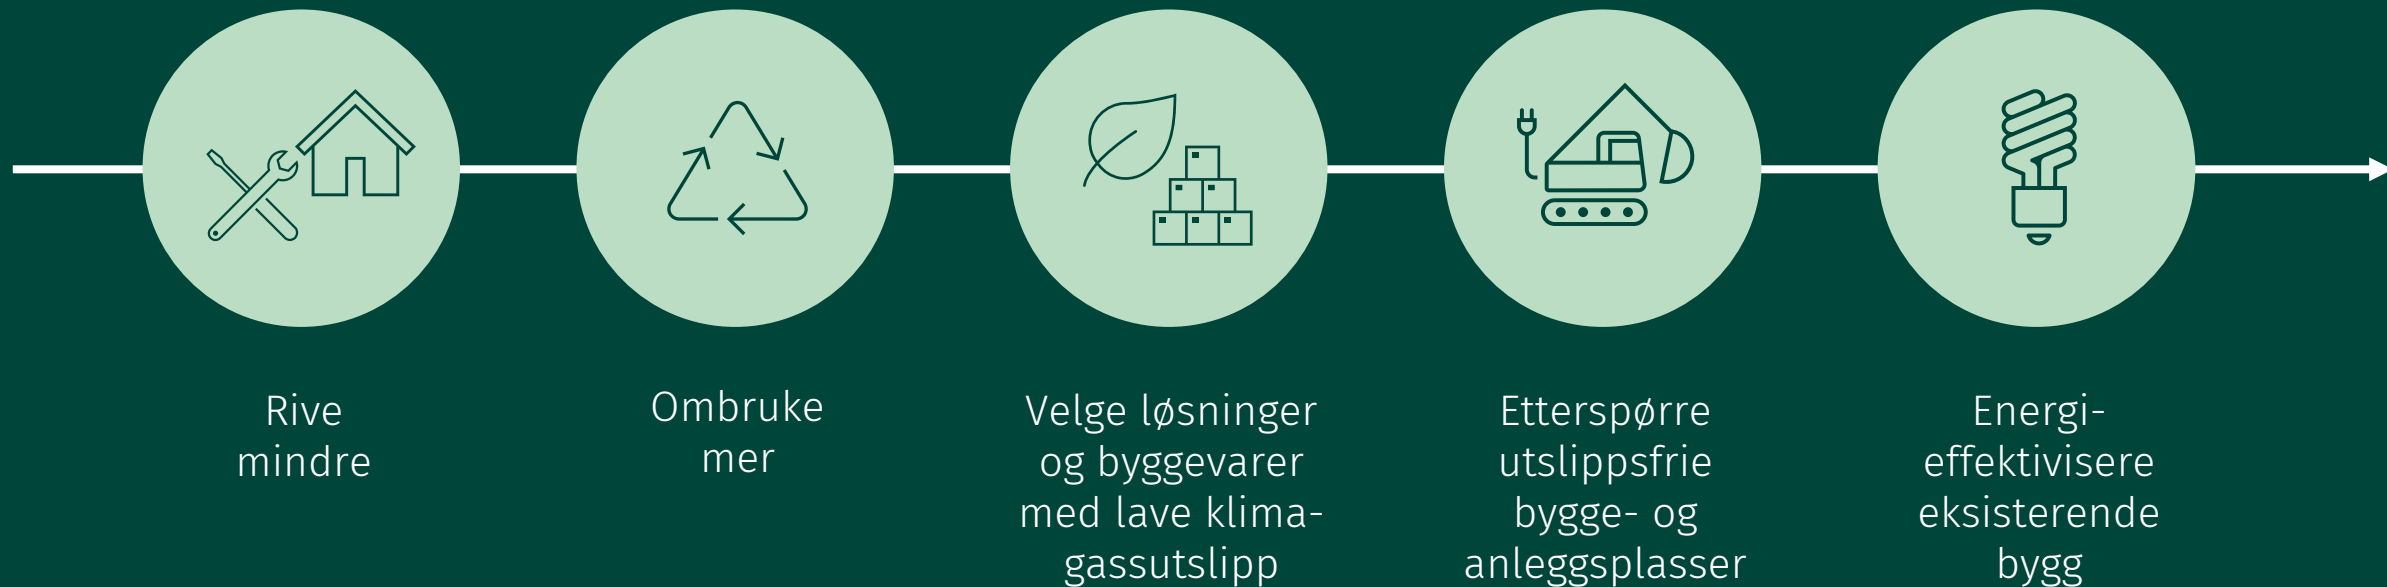 Rive
mindre
Ombruke
mer
Velge løsninger
og byggevarer
med lave klima-
gassutslipp
Etterspørre
utslippsfrie
bygge- og
anleggsplasser
Energi-
effektivisere
eksisterende
bygg